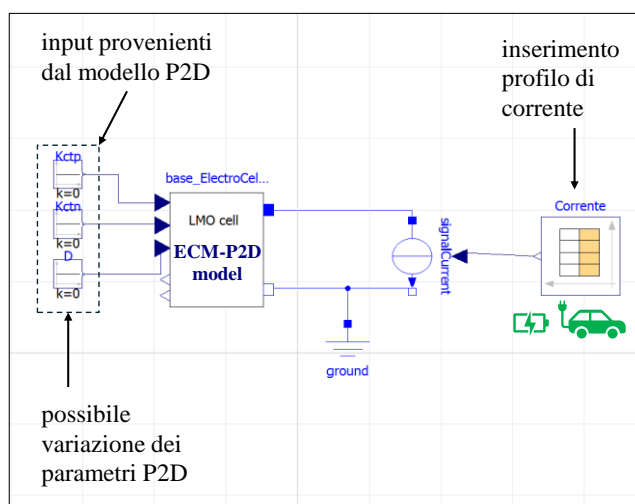 input provenienti
dal modello P2D
inserimento
profilo di
corrente
Kctp
k=0
Kctn
k=0
D
k=0
base_ElectroCel...
LMO cell
ECM-P2D
model
signalCurrent
Corrente
ground
possibile
variazione dei
parametri P2D